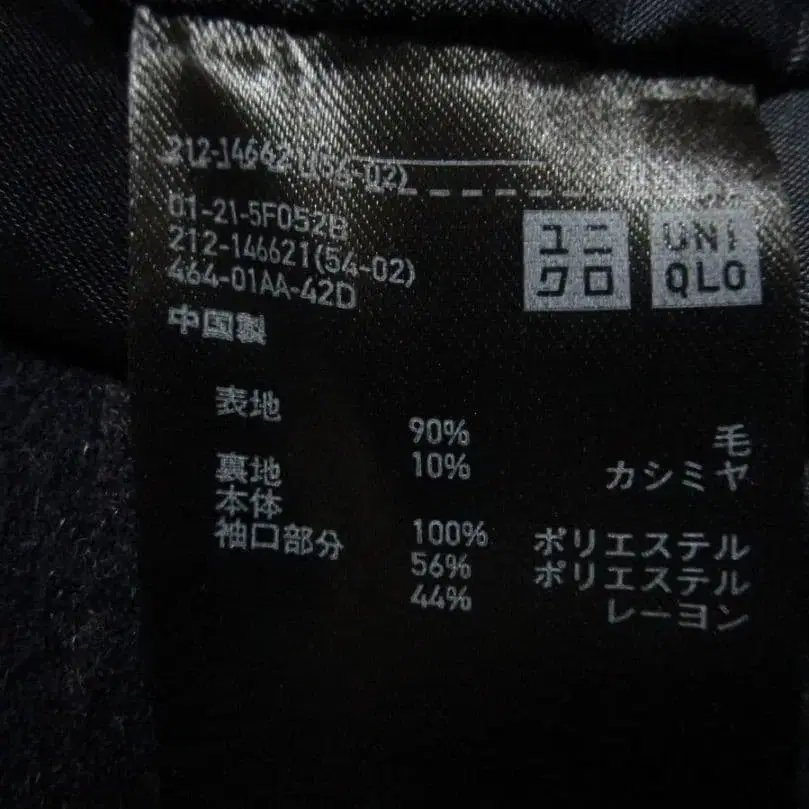 212-146621(54-02)
01-21-5F052B
212-146621(54-02)
464-01AA-42D
中国製
ユニ
クロ
UNI
QLO
表地
90% 毛
10% カシミヤ
裏地
本体
100% ポリエステル
袖口部分
56% ポリエステル
44% レーヨン